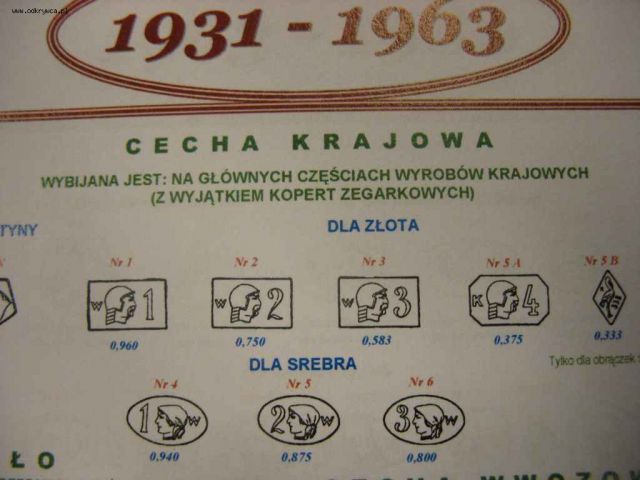 www.odkrywca.pl
1931 - 1963
CECHA KRAJOWA
WYBIJANA JEST: NA GŁÓWNYCH CZĘŚCIACH WYROBÓW KRAJOWYCH
(Z WYJĄTKIEM KOPERT ZEGARKOWYCH)
TYNY
DLA ZŁOTA
Nr 1 Nr 2 Nr 3 Nr 5 A Nr 5 B
W 1 W 2 W 3 K 4
0,960 0,750 0,583 0,375 0,333
Tylko dla obrączek
DLA SREBRA
Nr 4 Nr 5 Nr 6
1 W 2 W 3 W
0,940 0,875 0,800
ŁO